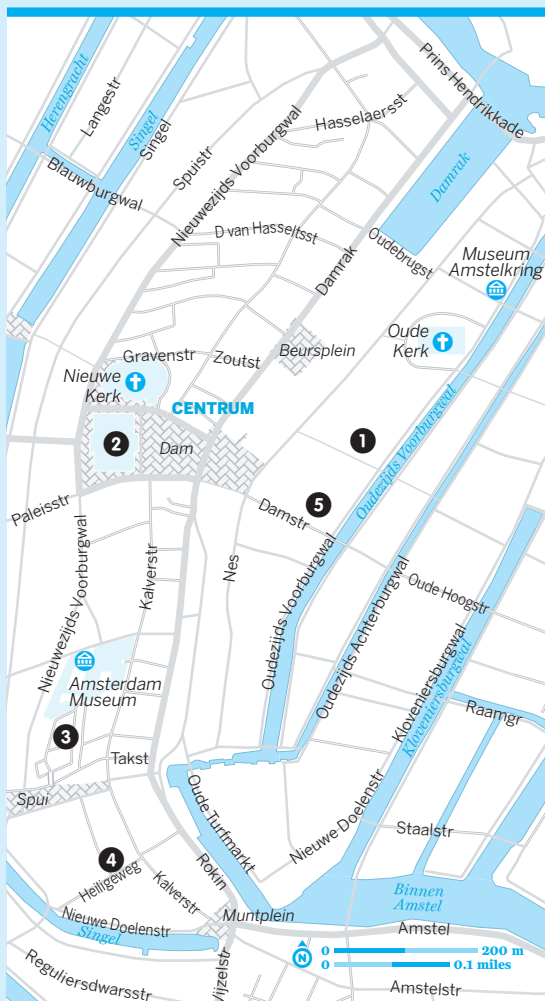 Prins Hendrikkade
Herengracht
Langestr
Singel
Singel
Hasselaersst
Spuistr
Nieuwezijds Voorburgwal
Damrak
Blauwburgwal
D van Hasseltsst
Oudebrugst
Museum
Amstelkring
Damrak
Oude
Kerk
Beursplein
Gravenstr
Zoutst
Nieuwe
Kerk
CENTRUM
1
2
Dam
Oudezijds Voorburgwal
5
Paleisstr
Damstr
Kalverstr
Nes
Nieuwezijds Voorburgwal
Oudezijds Voorburgwal
Oudezijds Achterburgwal
Oude Hoogstr
Kloveniersburgwal
Kloveniersburgwal
Amsterdam
Museum
Raamgr
3
Takst
Spui
Oude Turfmarkt
Nieuwe Doelenstr
Staalstr
4
Heiligeweg
Kalverstr
Rokin
Binnen
Amstel
Nieuwe Doelenstr
Singel
Muntplein
Amstel
Vijzelstr
N
0 200 m
0 0.1 miles
Reguliersdwarsstr
Amstelstr